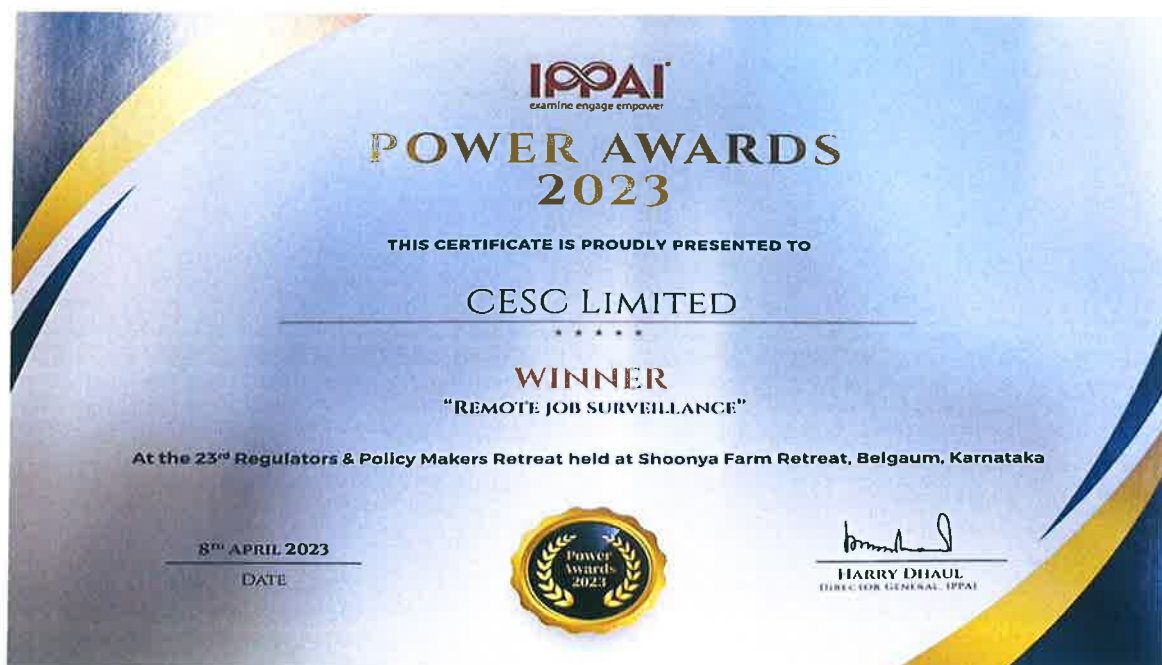 IPPAI
examine engage empower
POWER AWARDS
2023
THIS CERTIFICATE IS PROUDLY PRESENTED TO
CESC LIMITED
WINNER
"REMOTE JOB SURVEILLANCE"
At the 23rd Regulators & Policy Makers Retreat held at Shoonya Farm Retreat, Belgaum, Karnataka
8TH APRIL 2023
DATE
Power
Awards
2023
HARRY DHAUL
DIRECTOR GENERAL, IPPAI